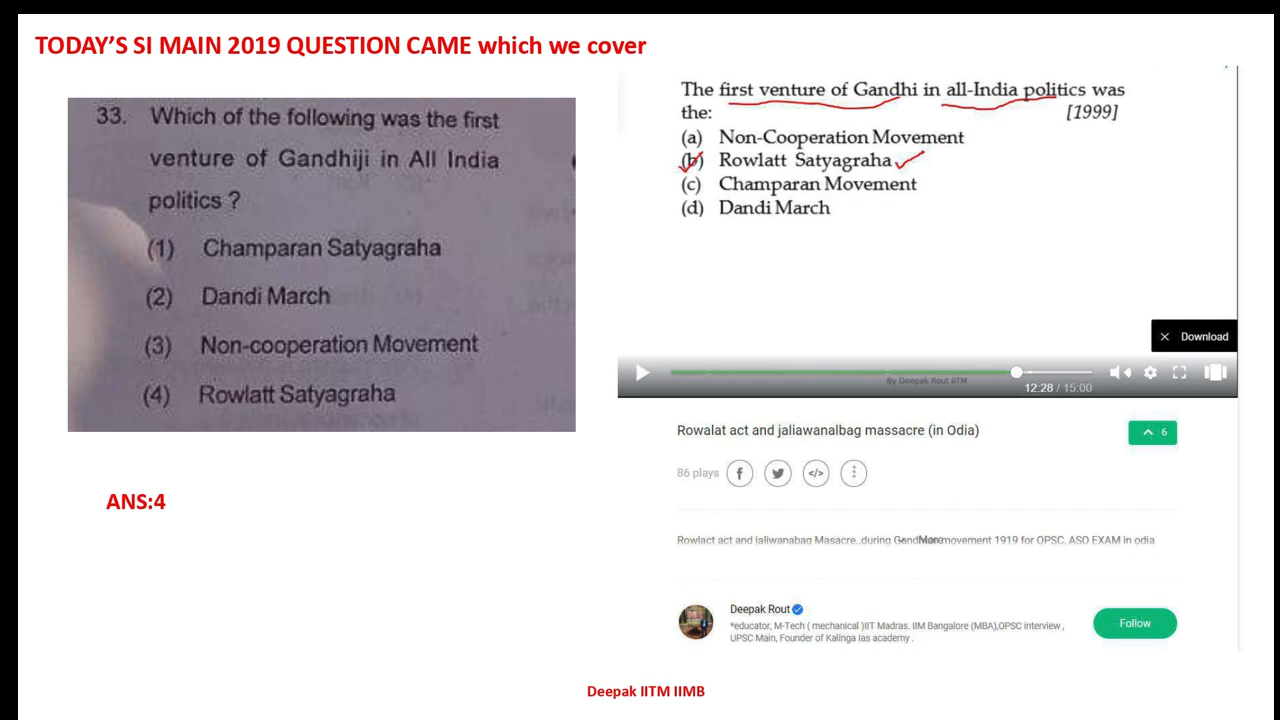 TODAY'S SI MAIN 2019 QUESTION CAME which we cover
33. Which of the following was the first
venture of Gandhiji in All India
politics ?
(1) Champaran Satyagraha
(2) Dandi March
(3) Non-cooperation Movement
(4) Rowlatt Satyagraha
ANS:4
The first venture of Gandhi in all-India politics was
the: [1999]
(a) Non-Cooperation Movement
(b) Rowlatt Satyagraha
(c) Champaran Movement
(d) Dandi March
Download
By Deepak Rout IITM
12:28 / 15:00
Rowalat act and jaliawanalbag massacre (in Odia)
6
86 plays
Rowlact act and jaliwanabag Masacre..during movement 1919 for OPSC, ASO EXAM in odia
More
Deepak Rout
*educator, M-Tech ( mechanical )IIT Madras. IIM Bangalore (MBA),OPSC interview ,
UPSC Main, Founder of Kalinga Ias academy .
Follow
Deepak IITM IIMB